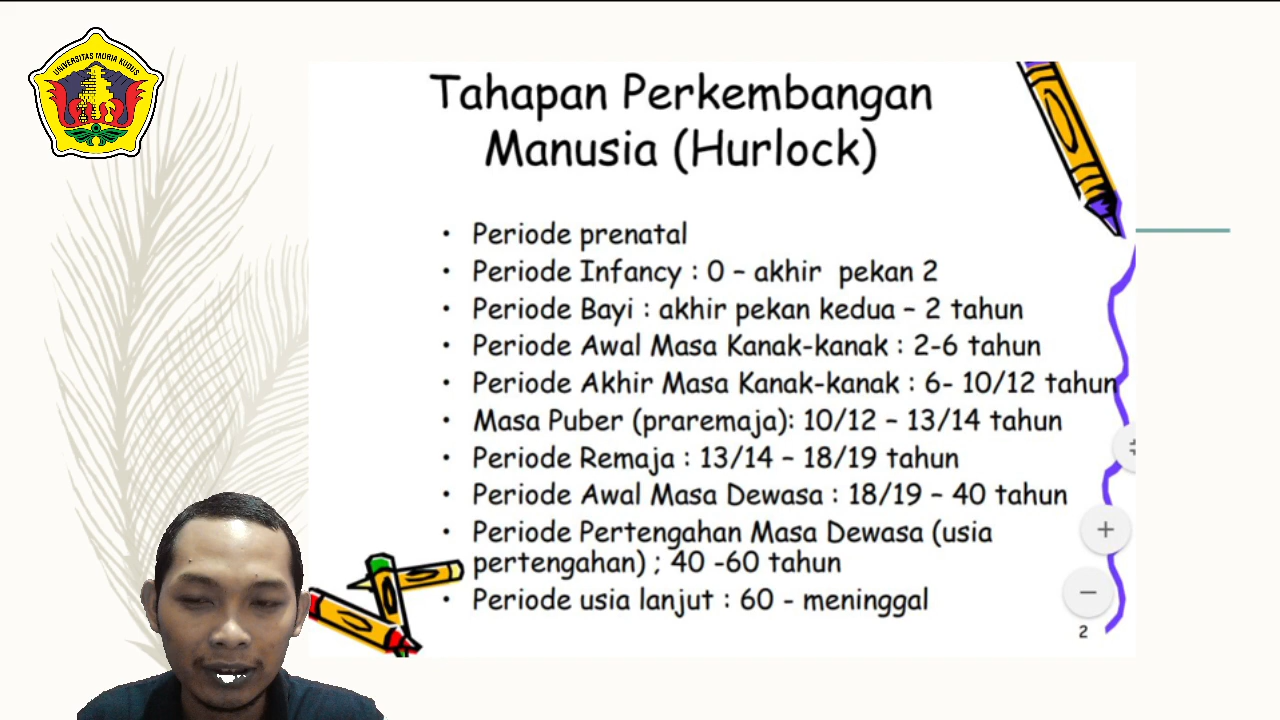 UNIVERSITAS MURIA KUDUS
Tahapan Perkembangan
Manusia (Hurlock)
• Periode prenatal
• Periode Infancy : 0 – akhir  pekan 2
• Periode Bayi : akhir pekan kedua – 2 tahun
• Periode Awal Masa Kanak-kanak : 2-6 tahun
• Periode Akhir Masa Kanak-kanak : 6- 10/12 tahun
• Masa Puber (praremaja): 10/12 – 13/14 tahun
• Periode Remaja : 13/14 – 18/19 tahun
• Periode Awal Masa Dewasa : 18/19 – 40 tahun
• Periode Pertengahan Masa Dewasa (usia
pertengahan) ; 40 -60 tahun
• Periode usia lanjut : 60 - meninggal
2